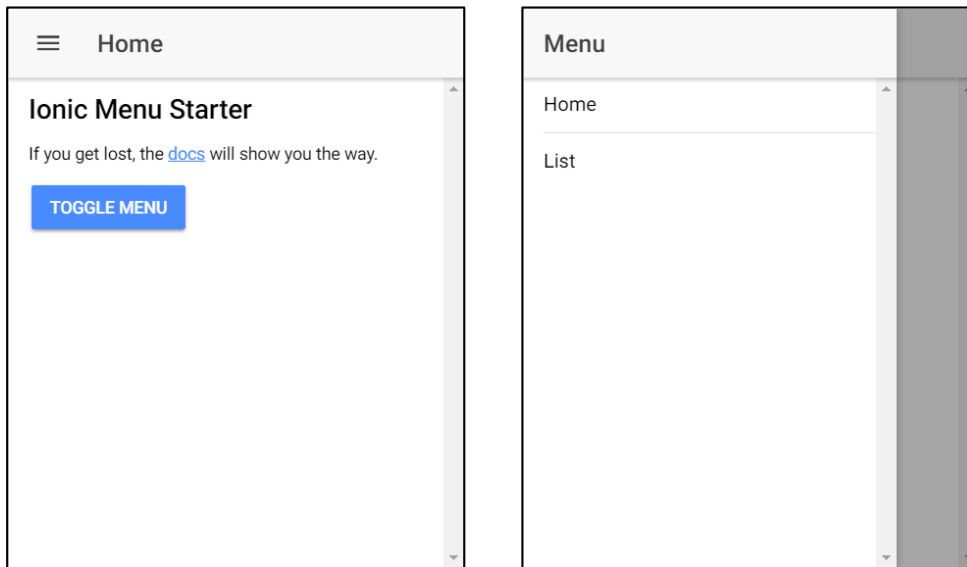 Home
Ionic Menu Starter
If you get lost, the docs will show you the way.
TOGGLE MENU
Menu
Home
List